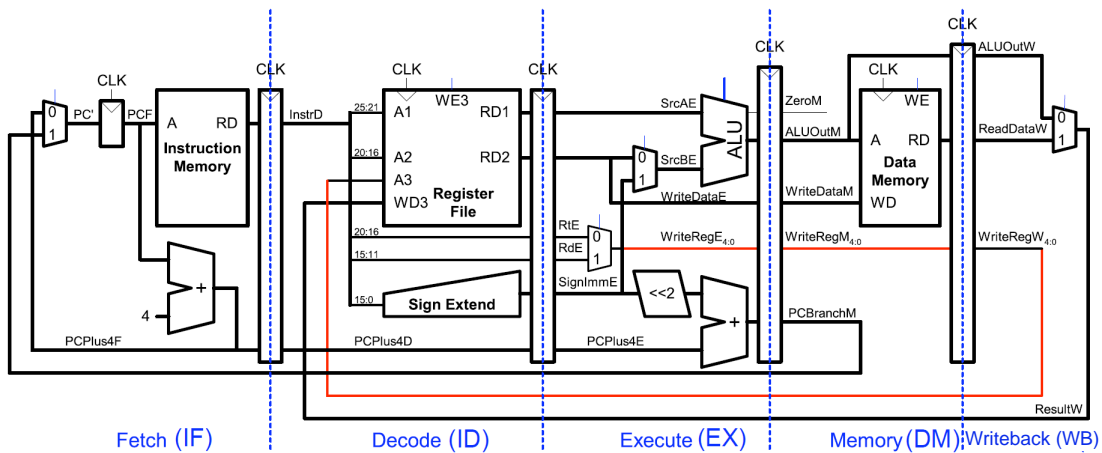 CLK
CLK
ALUOutW
CLK
CLK
CLK
CLK
CLK
0
1
PC'
PCF
A
RD
Instruction
Memory
InstrD
25:21
20:16
A1
A2
A3
WD3
WE3
RD1
RD2
Register
File
SrcAE
0
1
SrcBE
ALU
ZeroM
ALUOutM
WriteDataE
WriteDataM
A
RD
WE
Data
Memory
WD
ReadDataW
0
1
20:16
15:11
RtE
RdE
0
1
WriteRegE4:0
WriteRegM4:0
WriteRegW4:0
SignImmE
15:0
Sign Extend
<<2
+
4
+
PCBranchM
PCPlus4F
PCPlus4D
PCPlus4E
ResultW
Fetch (IF)
Decode (ID)
Execute (EX)
Memory (DM)
Writeback (WB)